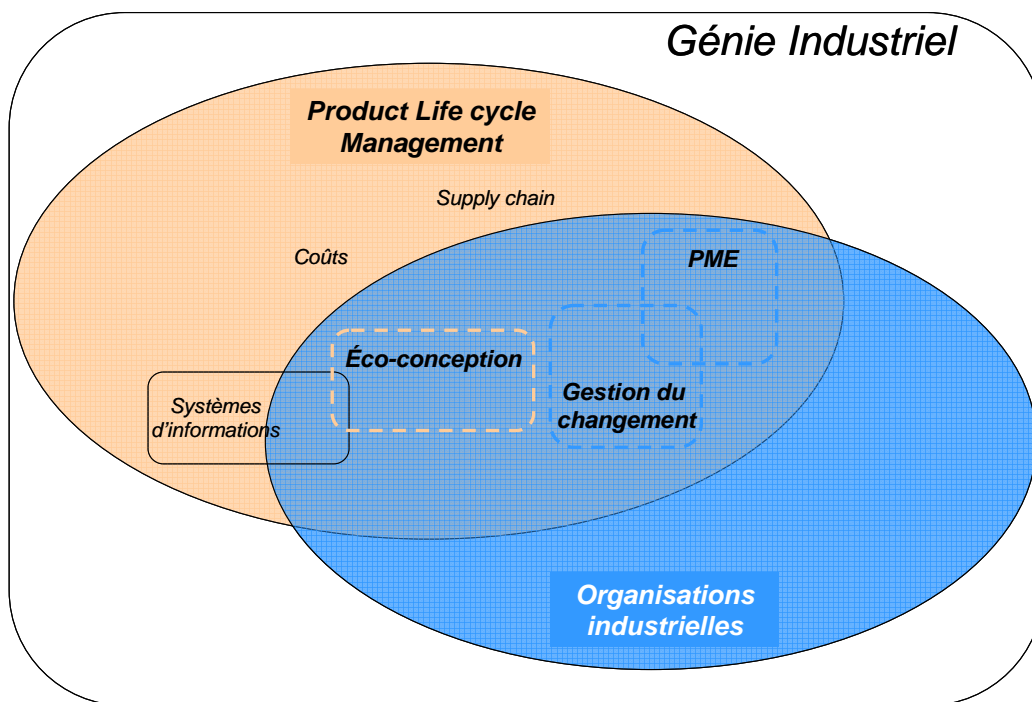 Génie Industriel
Product Life cycle
Management
Supply chain
Coûts
PME
Éco-conception
Gestion du
changement
Systèmes
d'informations
Organisations
industrielles